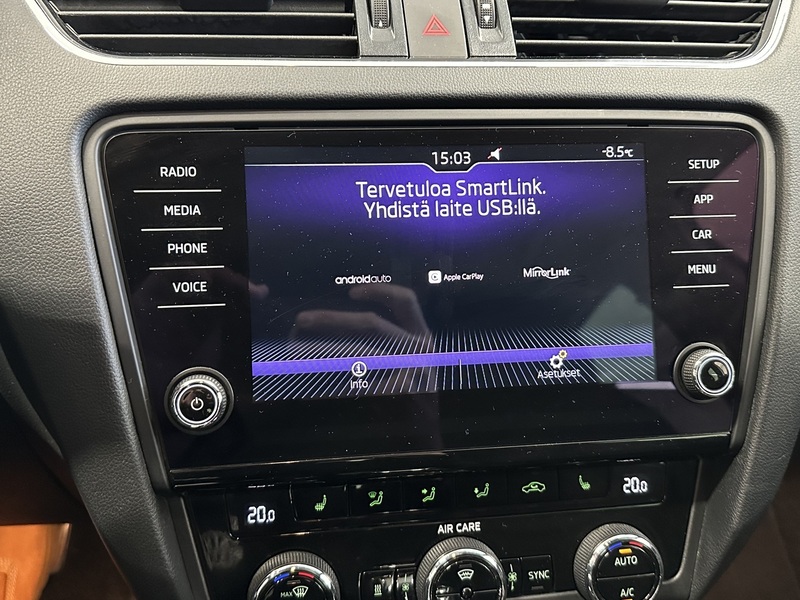 RADIO
MEDIA
PHONE
VOICE
15:03
-8.5°C
Tervetuloa SmartLink.
Yhdistä laite USB:llä.
androidauto
Apple CarPlay
MirrorLink
Info
Asetukset
SETUP
APP
CAR
MENU
20.0
20.0
AIR CARE
MAX
SYNC
AUTO
A/C